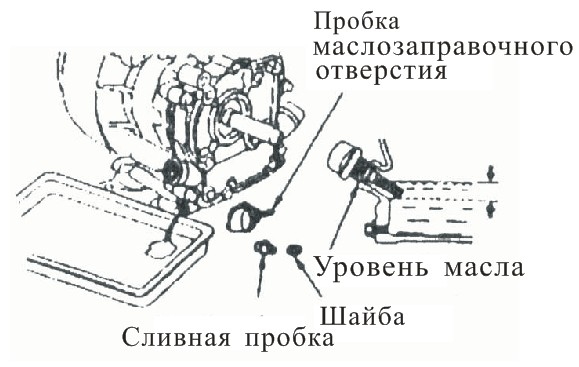 Пробка
маслозаправочного
отверстия
Уровень масла
Шайба
Сливная пробка